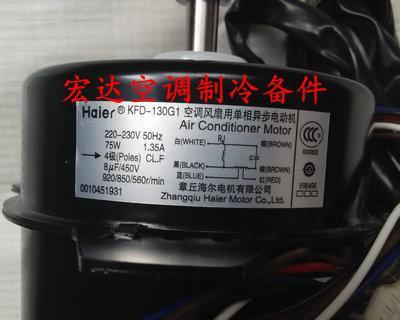 宏达空调制冷备件
Haier KFD-130G1 空调风扇用单相异步电动机
Air Conditioner Motor
220-230V 50Hz
75W 1.35A
4级(Poles) CL.F
8μF/450V
920/850/560r/min
0010451931
白(WHITE)
黑(BLACK)
蓝(BLUE)
棕(BROWN)
棕(BROWN)
红(RED)
章丘海尔电机有限公司
Zhangqiu Haier Motor Co.,Ltd.
CCC
V98496